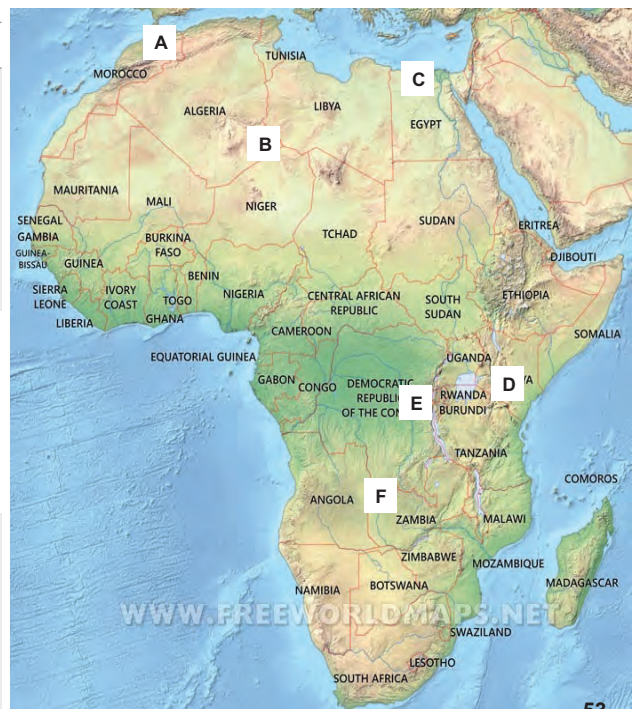 A
MOROCCO
TUNISIA
C
ALGERIA
LIBYA
EGYPT
B
MAURITANIA
MALI
NIGER
TCHAD
SUDAN
ERITREA
SENEGAL
GAMBIA
GUINEA-
BISSAU
GUINEA
BURKINA
FASO
BENIN
DJIBOUTI
SIERRA
LEONE
IVORY
COAST
TOGO
NIGERIA
CENTRAL AFRICAN
REPUBLIC
SOUTH
SUDAN
ETHIOPIA
LIBERIA
GHANA
CAMEROON
SOMALIA
EQUATORIAL GUINEA
UGANDA
GABON
CONGO
DEMOCRATIC
REPUBLIC
OF THE CON
E
D
YA
RWANDA
BURUNDI
TANZANIA
COMOROS
ANGOLA
F
ZAMBIA
MALAWI
ZIMBABWE
MOZAMBIQUE
NAMIBIA
BOTSWANA
MADAGASCAR
WWW.FREEWORLDMAPS.NET
SWAZILAND
LESOTHO
SOUTH AFRICA
53